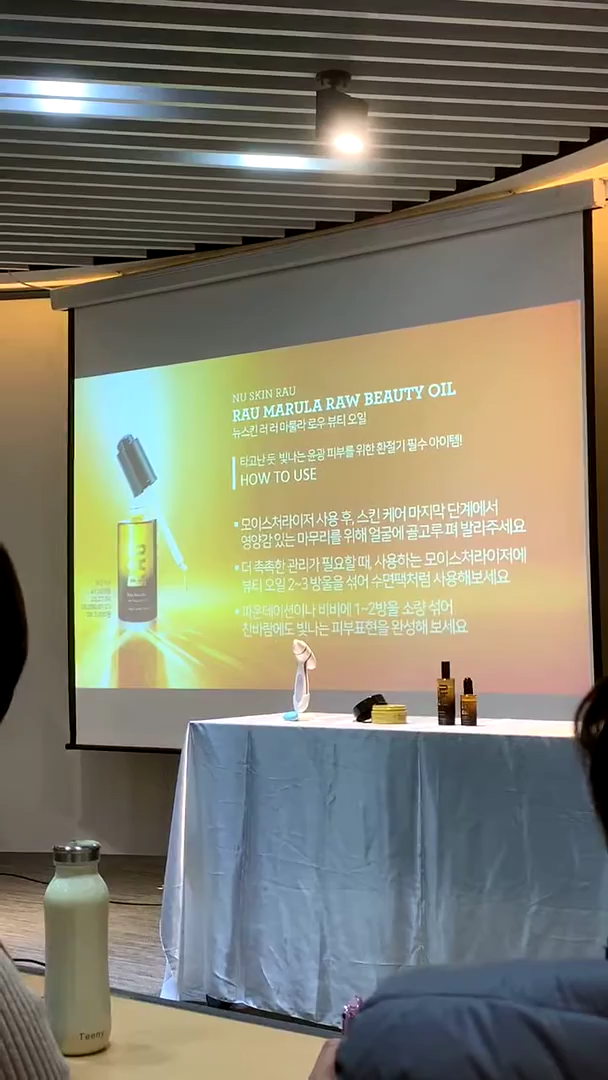 NU SKIN RAU
RAU MARULA RAW BEAUTY OIL
뉴스킨 러 러 마룰라 로우 뷰티 오일
타고난 듯 빛나는 윤광 피부를 위한 환절기 필수 아이템!
HOW TO USE
▪ 모이스처라이저 사용 후, 스킨 케어 마지막 단계에서
영양감 있는 마무리를 위해 얼굴에 골고루 펴 발라주세요
▪ 더 촉촉한 관리가 필요할 때, 사용하는 모이스처라이저에
뷰티 오일 2~3 방울을 섞어 수면팩처럼 사용해보세요
▪ 파운데이션이나 비비에 1~2방울 소량 섞어
찬바람에도 빛나는 피부표현을 완성해 보세요
RAU
Teeny